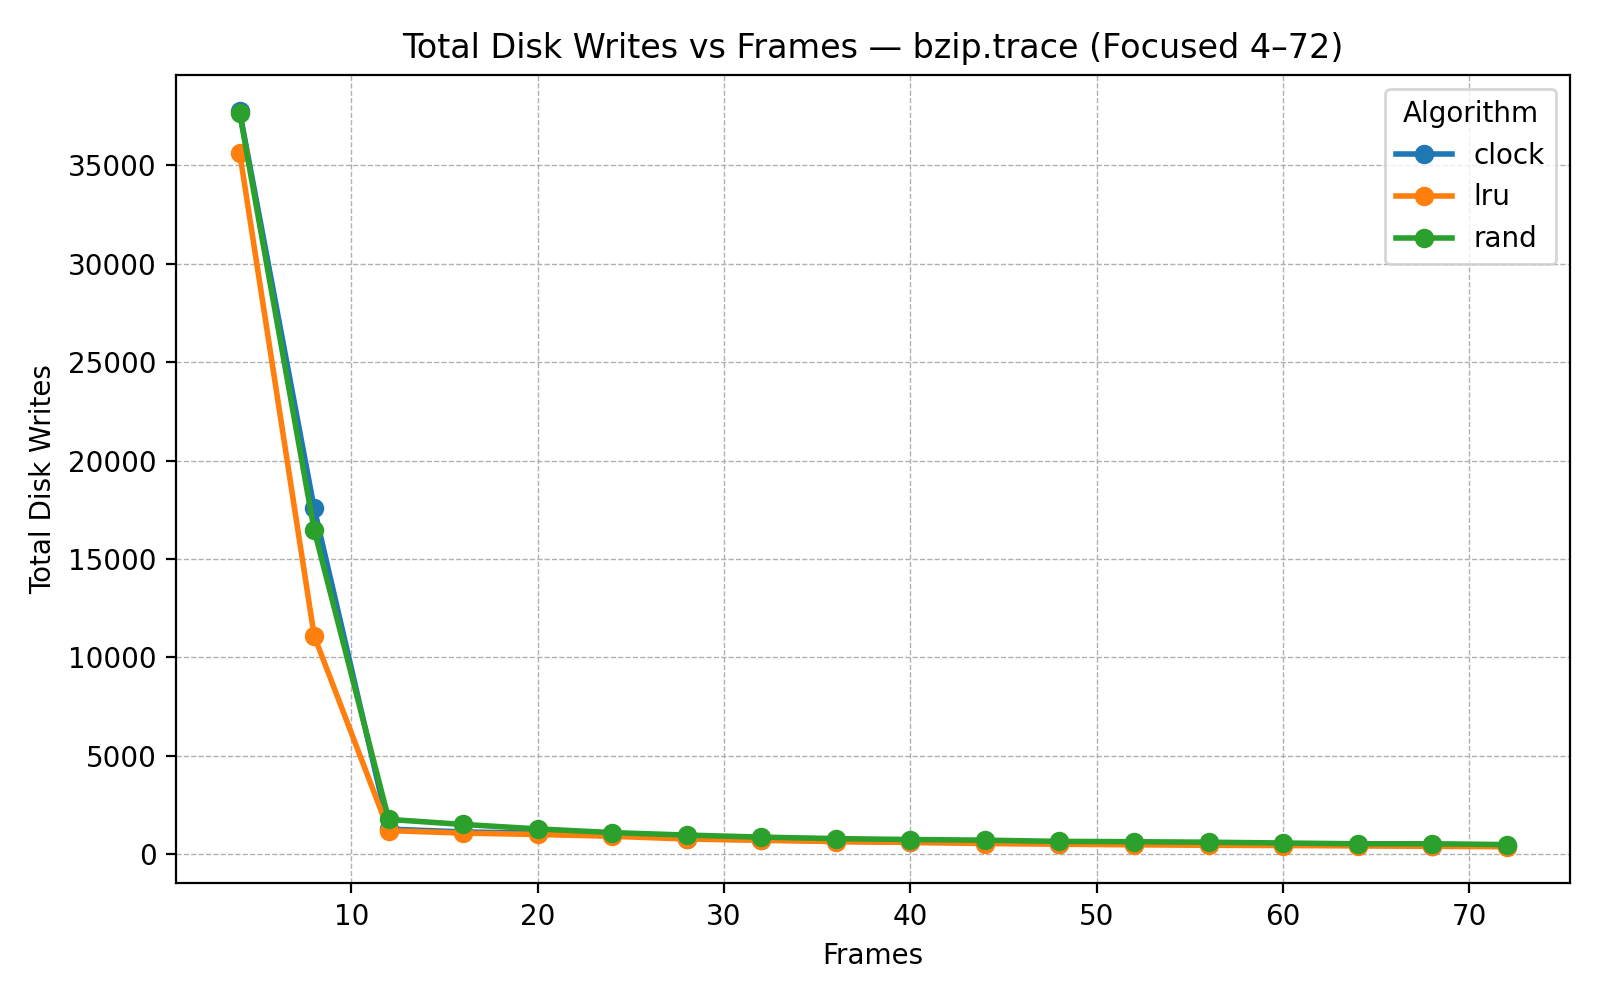 Total Disk Writes vs Frames — bzip.trace (Focused 4–72)
Algorithm
clock
lru
rand
Total Disk Writes
35000
30000
25000
20000
15000
10000
5000
0
10 20 30 40 50 60 70
Frames